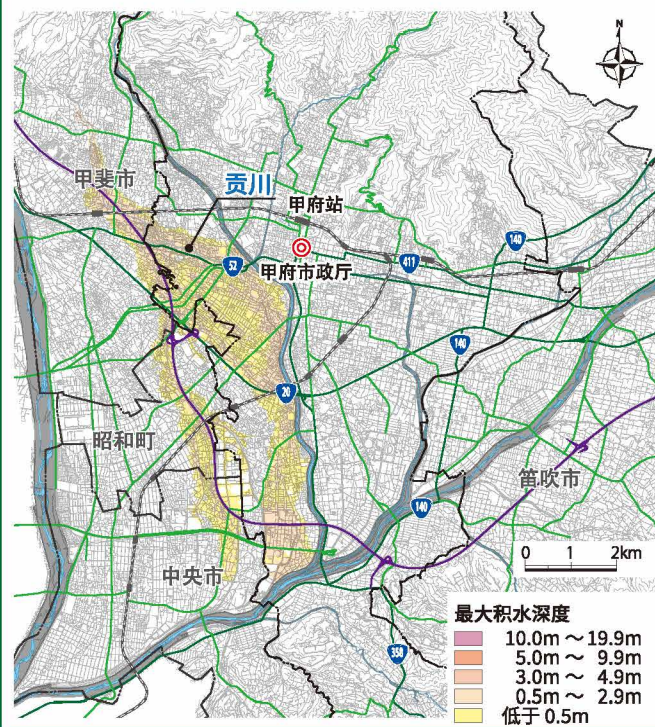 N
甲斐市
贡川
甲府站
甲府市政厅
52
411
140
140
20
昭和町
笛吹市
140
中央市
0 1 2km
358
最大积水深度
10.0m ～ 19.9m
5.0m ～ 9.9m
3.0m ～ 4.9m
0.5m ～ 2.9m
低于 0.5m